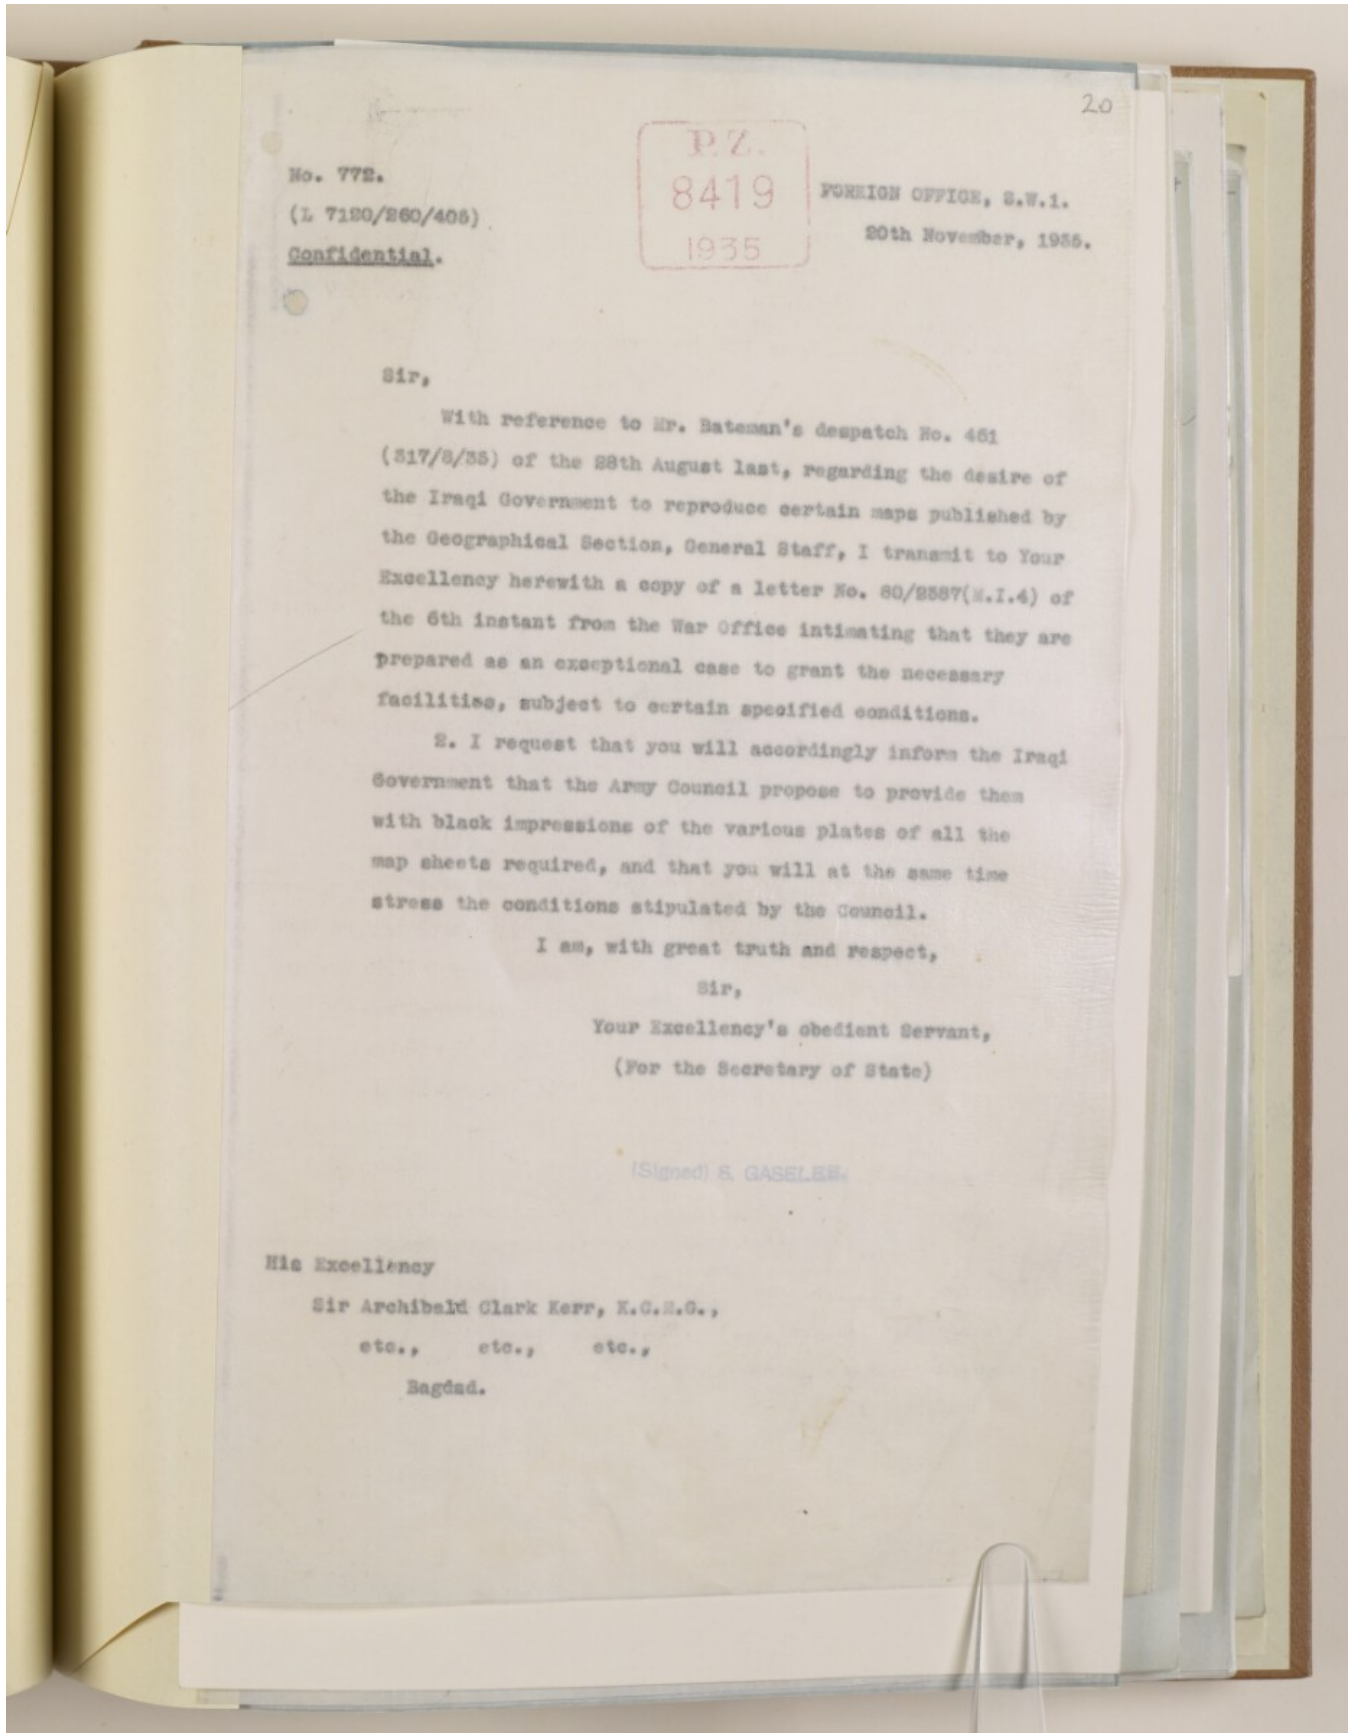 20
P.Z.
8419
1935
No. 772.
(L 7120/260/405)
Confidential.
FOREIGN OFFICE, S.W.1.
20th November, 1935.
Sir,
With reference to Mr. Bateman's despatch No. 461
(317/8/35) of the 28th August last, regarding the desire of
the Iraqi Government to reproduce certain maps published by
the Geographical Section, General Staff, I transmit to Your
Excellency herewith a copy of a letter No. 80/2587(M.I.4) of
the 6th instant from the War Office intimating that they are
prepared as an exceptional case to grant the necessary
facilities, subject to certain specified conditions.
2. I request that you will accordingly inform the Iraqi
Government that the Army Council propose to provide them
with black impressions of the various plates of all the
map sheets required, and that you will at the same time
stress the conditions stipulated by the Council.
I am, with great truth and respect,
Sir,
Your Excellency's obedient Servant,
(For the Secretary of State)
(Signed) S. GASELEE.
His Excellency
Sir Archibald Clark Kerr, K.C.M.G.,
etc., etc., etc.,
Bagdad.